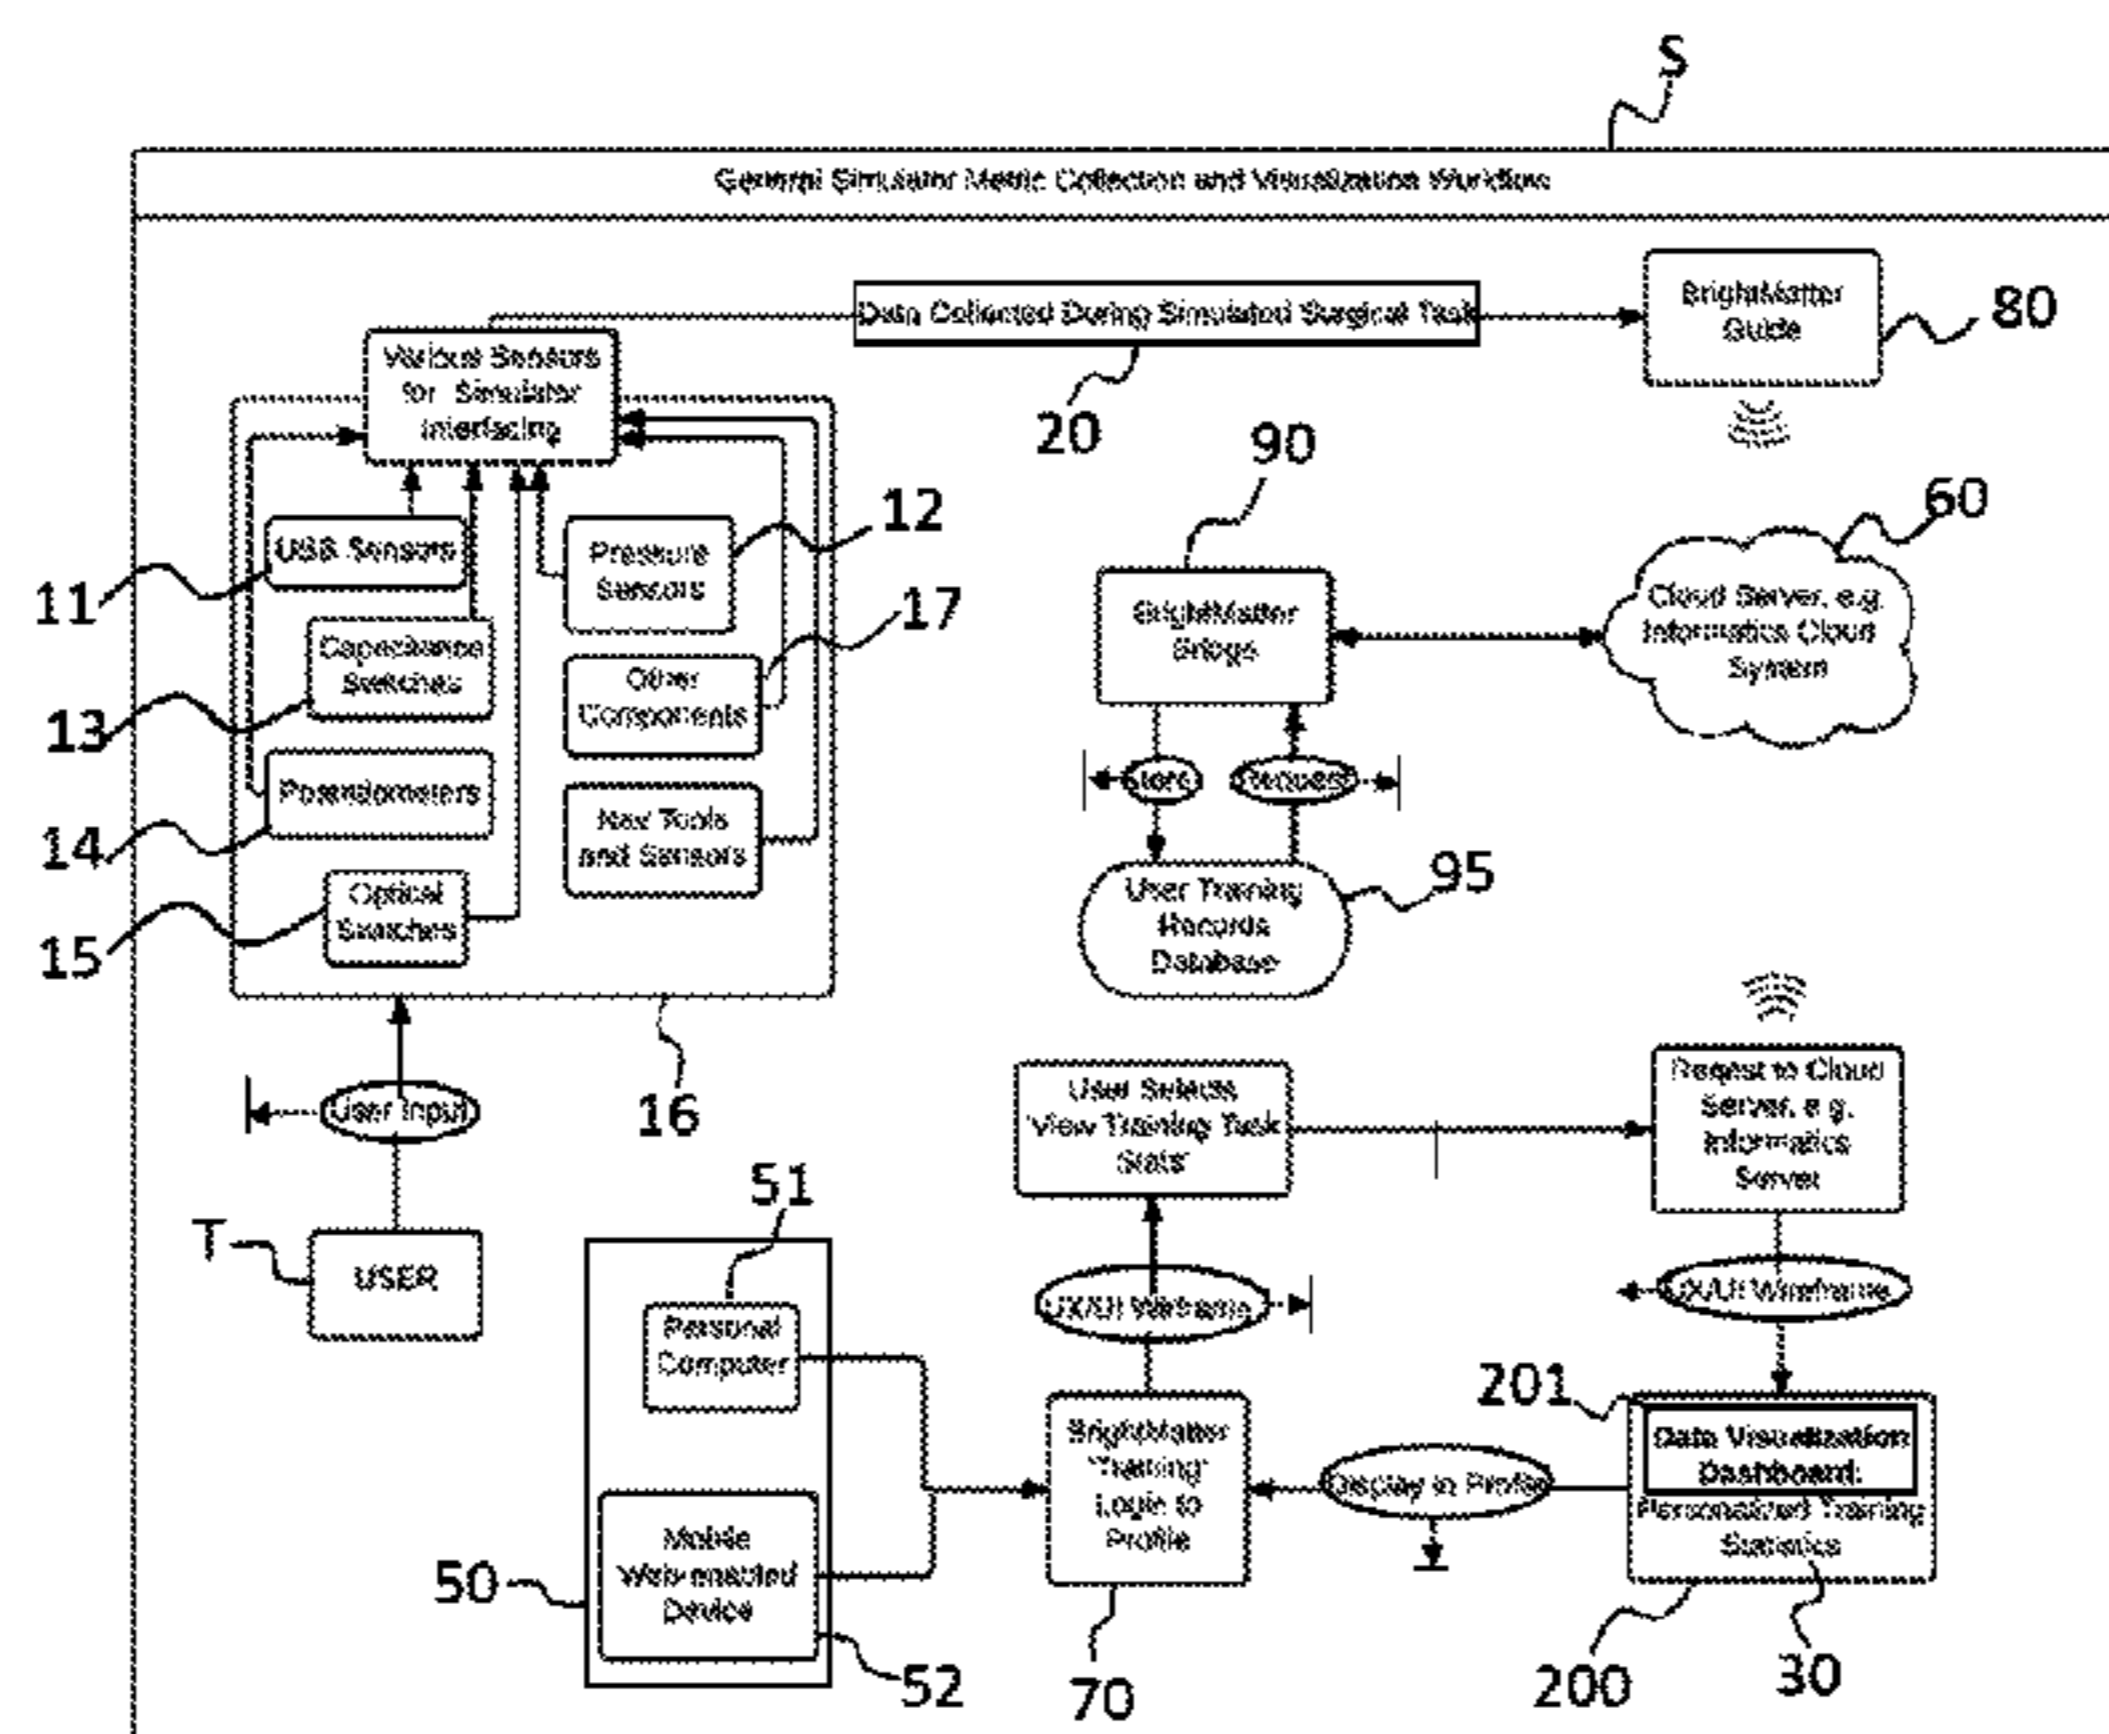 S
General Simulator Metric Collection and Visualization Workflow
Data Collected During Simulated Surgical Task
BrightMatter
Guide
80
Various Sensors
for Simulator
Interfacing
20
90
12
60
USB Sensors
Pressure
Sensors
11
17
BrightMatter
Bridge
Cloud Server, e.g.
Informatics Cloud
System
Capacitance
Switches
Other
Components
13
Store
Request
Potentiometers
14
Nav Tools
and Sensors
95
Optical
Switches
15
User Training
Records
Database
User Input
16
User Selects
'View Training Task
Stats'
Reqest to Cloud
Server, e.g.
Informatics
Server
T
USER
51
Personal
Computer
UX/UI Wireframe
UX/UI Wireframe
201
BrightMatter
'Training'
Login to
Profile
Display in Profile
Data Visualization
Dashboard:
Personalized Training
Statistics
Mobile
Web-enabled
Device
50
52
70
200
30